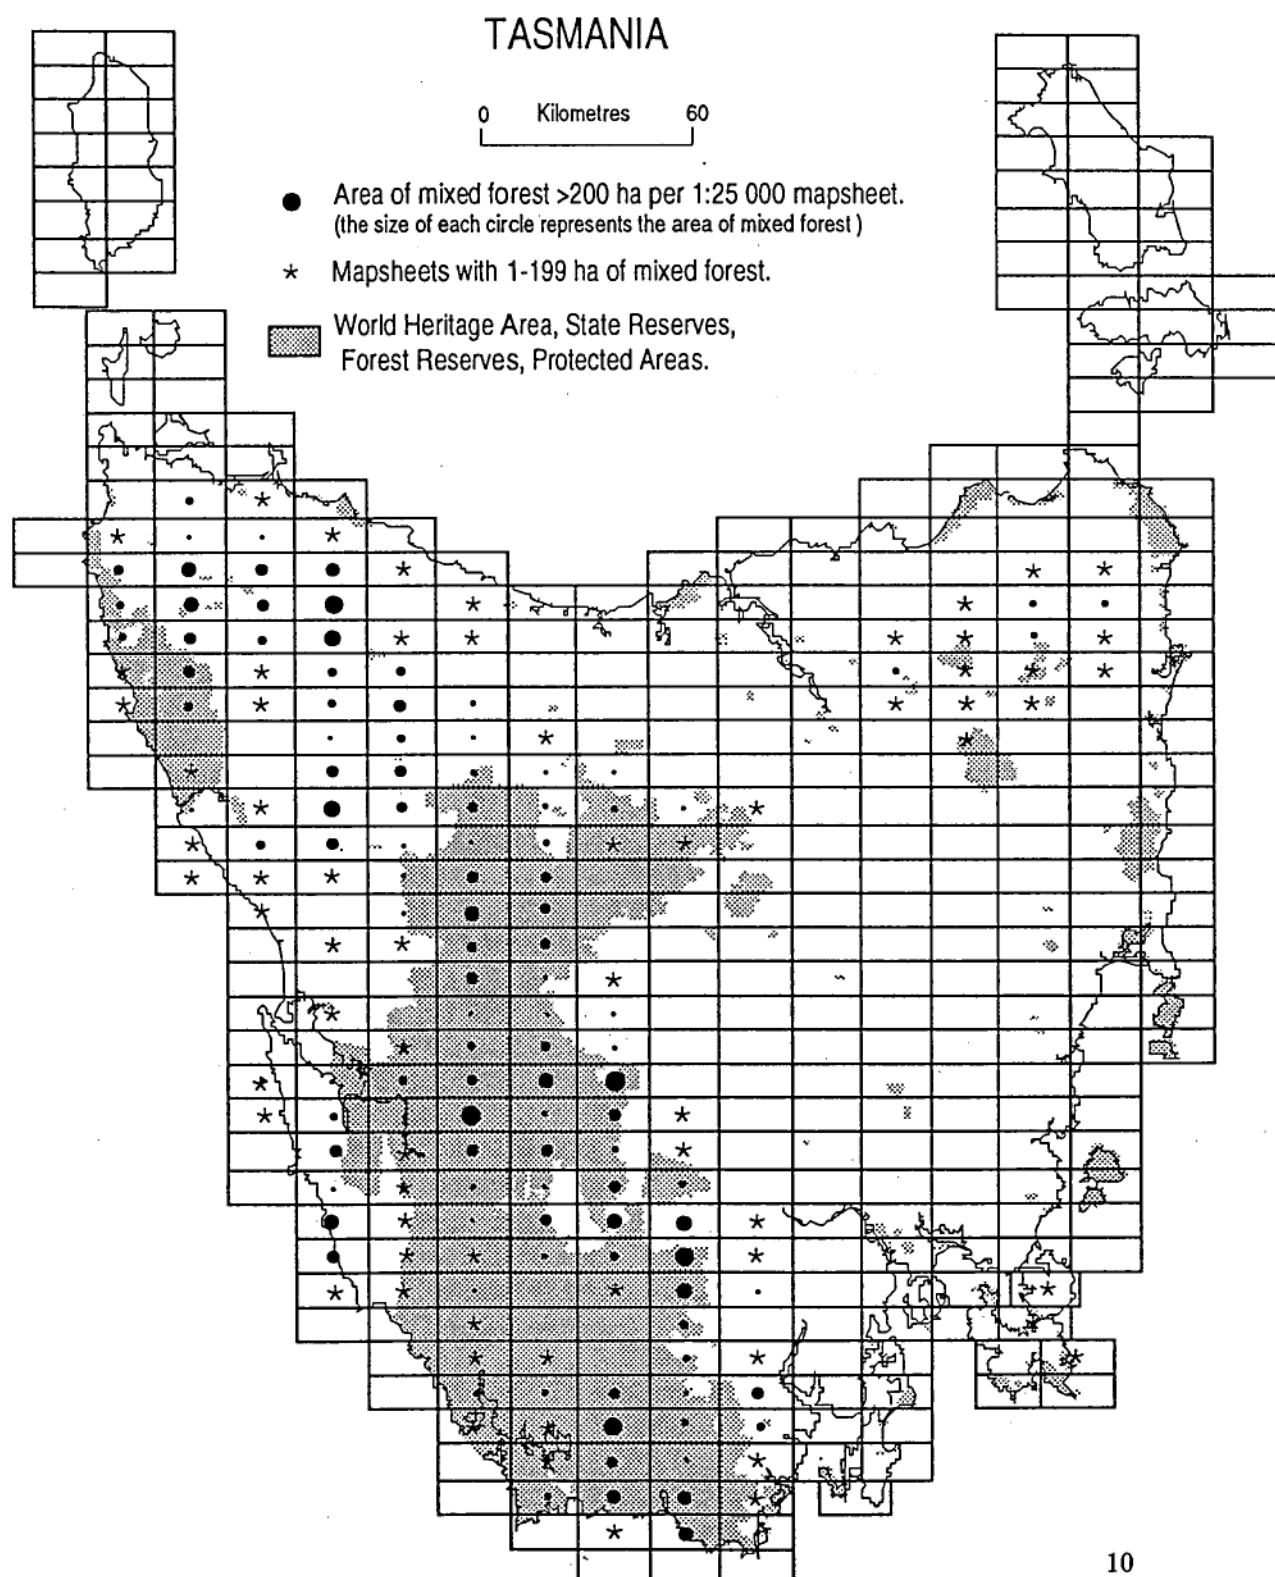 TASMANIA
0 Kilometres 60
Area of mixed forest >200 ha per 1:25 000 mapsheet.
(the size of each circle represents the area of mixed forest )
Mapsheets with 1-199 ha of mixed forest.
World Heritage Area, State Reserves,
Forest Reserves, Protected Areas.
10